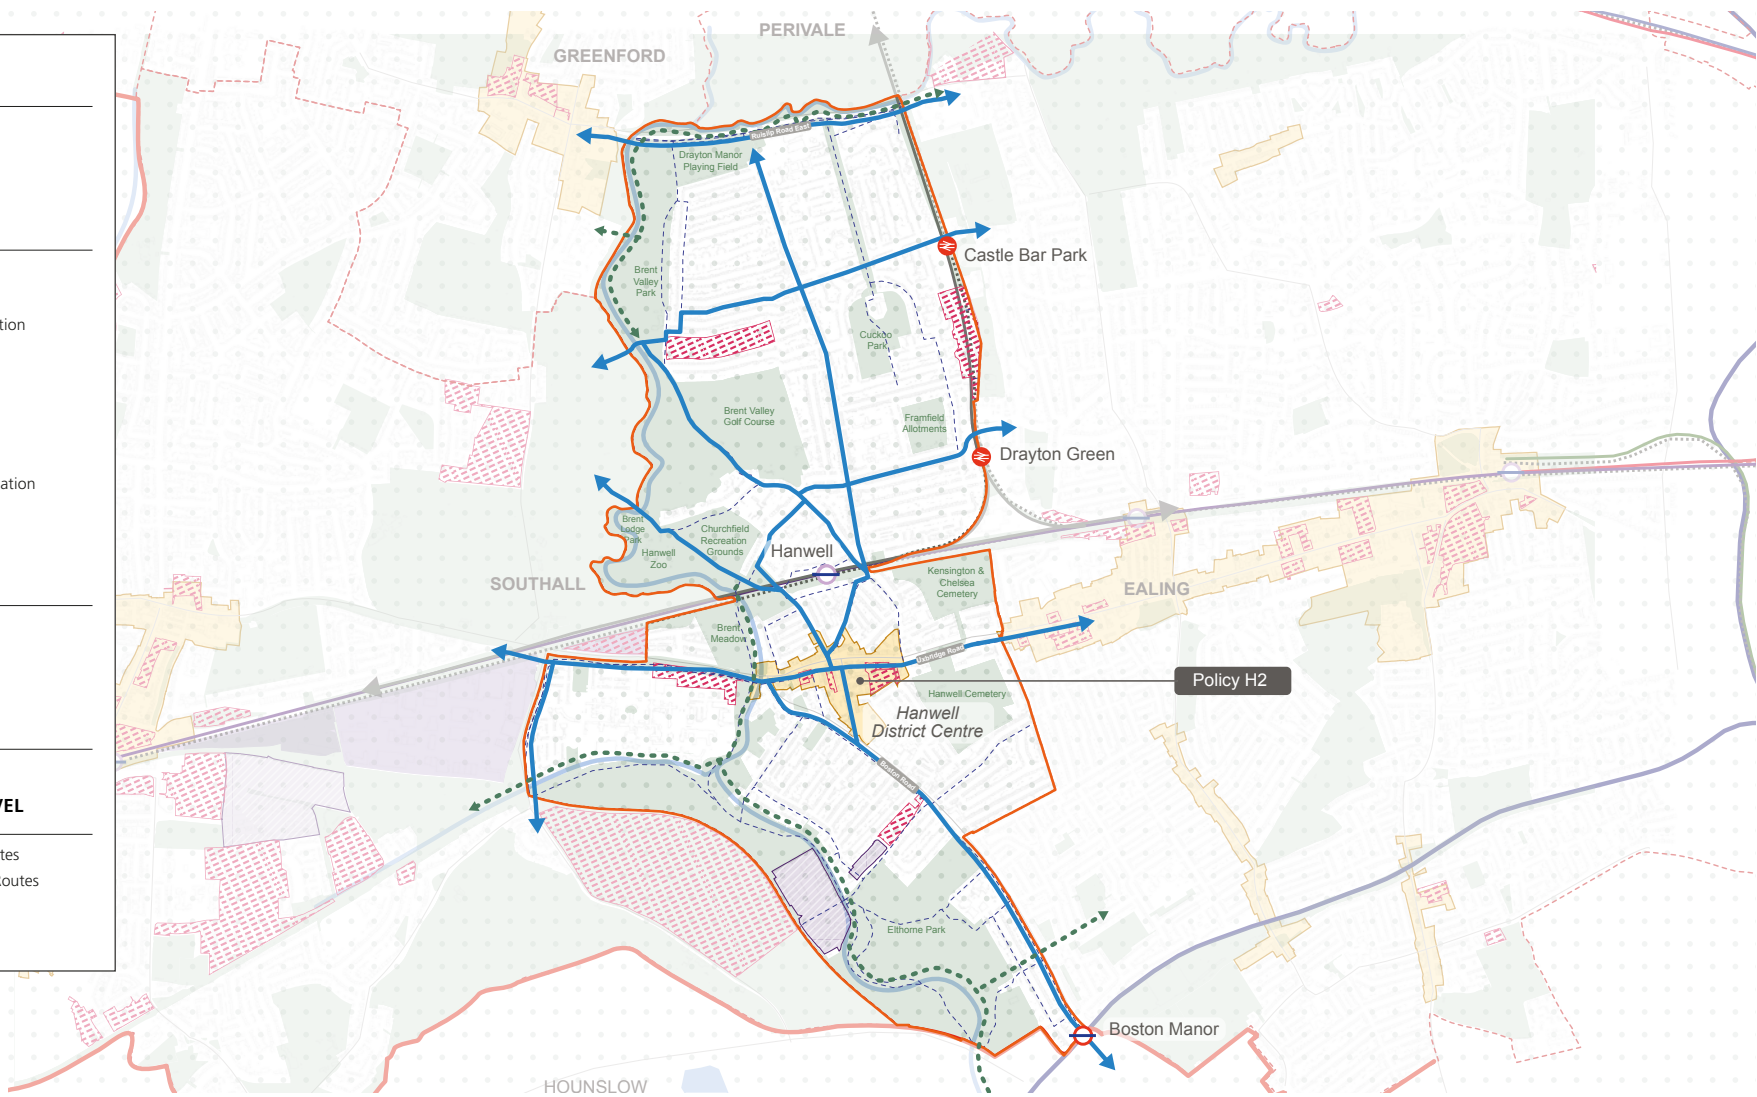 PERIVALE
GREENFORD
Ruislip Road East
Drayton Manor
Playing Field
Castle Bar Park
Brent
Valley
Park
tion
Cuckoo
Park
Brent Valley
Golf Course
Framfield
Allotments
Drayton Green
ation
Brent
Lodge
Park
Churchfield
Recreation
Grounds
Hanwell
Hanwell
Zoo
Kensington &
Chelsea
Cemetery
SOUTHALL
EALING
Brent
Meadow
Uxbridge Road
Policy H2
Hanwell Cemetery
Hanwell
District Centre
Boston Road
VEL
tes
Routes
Elthorne Park
Boston Manor
HOUNSLOW